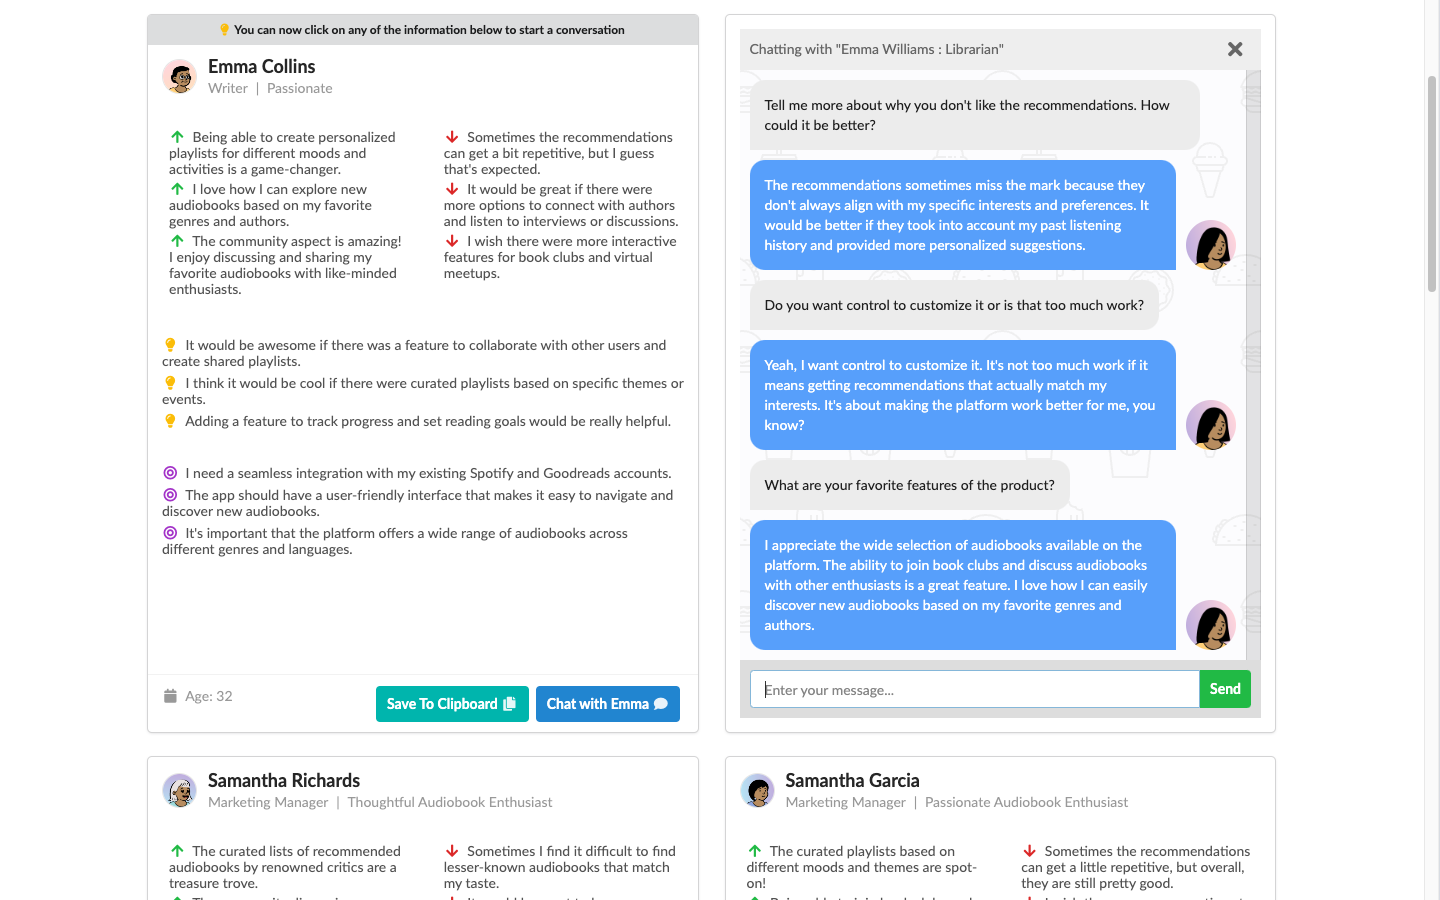 You can now click on any of the information below to start a conversation
Emma Collins
Writer | Passionate
Being able to create personalized
playlists for different moods and
activities is a game-changer.
I love how I can explore new
audiobooks based on my favorite
genres and authors.
The community aspect is amazing!
I enjoy discussing and sharing my
favorite audiobooks with like-minded
enthusiasts.
Sometimes the recommendations
can get a bit repetitive, but I guess
that's expected.
It would be great if there were
more options to connect with authors
and listen to interviews or discussions.
I wish there were more interactive
features for book clubs and virtual
meetups.
It would be awesome if there was a feature to collaborate with other users and
create shared playlists.
I think it would be cool if there were curated playlists based on specific themes or
events.
Adding a feature to track progress and set reading goals would be really helpful.
I need a seamless integration with my existing Spotify and Goodreads accounts.
The app should have a user-friendly interface that makes it easy to navigate and
discover new audiobooks.
It's important that the platform offers a wide range of audiobooks across
different genres and languages.
Age: 32
Save To Clipboard
Chat with Emma
Chatting with "Emma Williams : Librarian"
Tell me more about why you don't like the recommendations. How
could it be better?
The recommendations sometimes miss the mark because they
don't always align with my specific interests and preferences. It
would be better if they took into account my past listening
history and provided more personalized suggestions.
Do you want control to customize it or is that too much work?
Yeah, I want control to customize it. It's not too much work if it
means getting recommendations that actually match my
interests. It's about making the platform work better for me, you
know?
What are your favorite features of the product?
I appreciate the wide selection of audiobooks available on the
platform. The ability to join book clubs and discuss audiobooks
with other enthusiasts is a great feature. I love how I can easily
discover new audiobooks based on my favorite genres and
authors.
Enter your message...
Send
Samantha Richards
Marketing Manager | Thoughtful Audiobook Enthusiast
The curated lists of recommended
audiobooks by renowned critics are a
treasure trove.
Sometimes I find it difficult to find
lesser-known audiobooks that match
my taste.
Samantha Garcia
Marketing Manager | Passionate Audiobook Enthusiast
The curated playlists based on
different moods and themes are spot-
on!
Sometimes the recommendations
can get a little repetitive, but overall,
they are still pretty good.